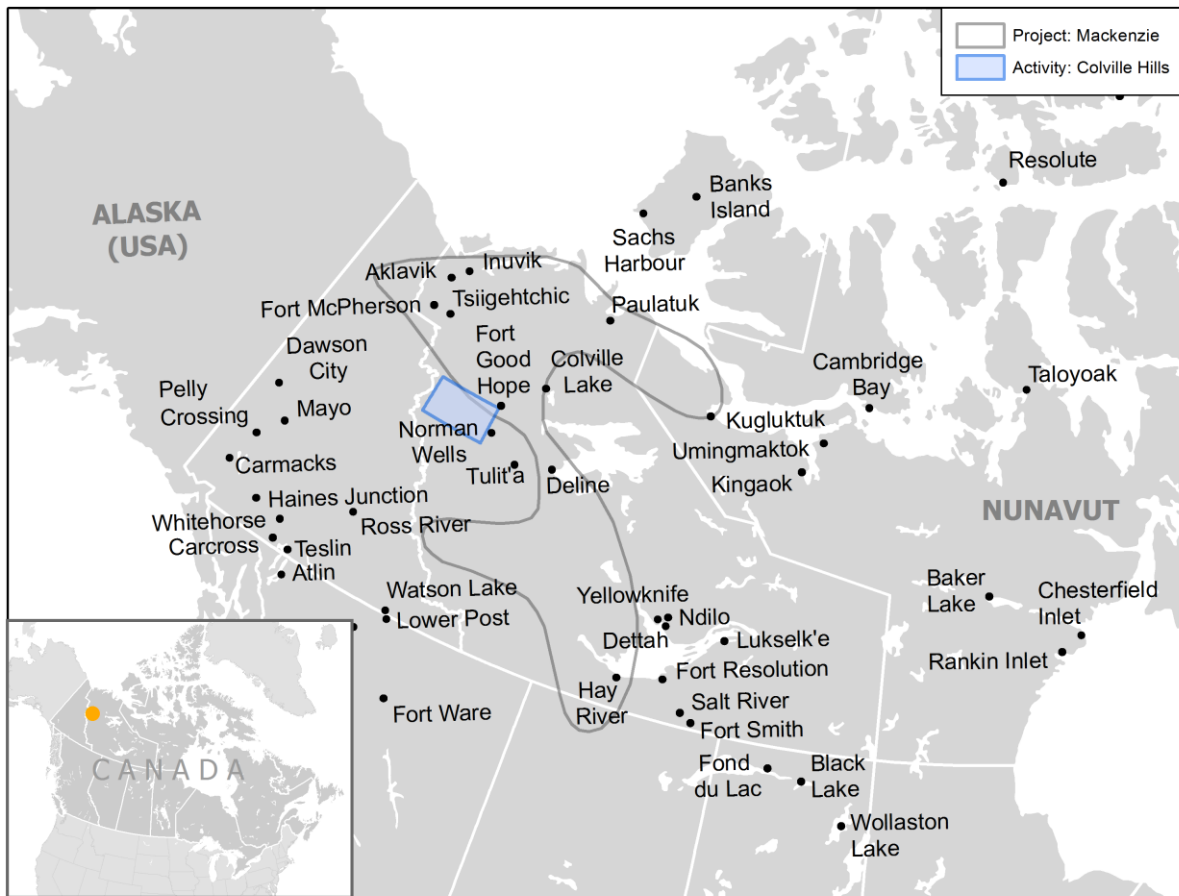 Project: Mackenzie
Activity: Colville Hills
Resolute
Banks
Island
ALASKA
(USA)
Sachs
Harbour
Inuvik
Aklavik
Fort McPherson
Tsiigehtchic
Paulatuk
Fort
Good
Hope
Colville
Lake
Dawson
City
Cambridge
Bay
Taloyoak
Pelly
Crossing
Mayo
Kugluktuk
Norman
Wells
Umingmaktok
Carmacks
Tulit'a
Deline
Kingaok
Haines Junction
NUNAVUT
Ross River
Whitehorse
Carcross
Teslin
Atlin
Watson Lake
Lower Post
Yellowknife
Ndilo
Dettah
Lukselk'e
Baker
Lake
Chesterfield
Inlet
Rankin Inlet
Fort Resolution
Hay
River
Salt River
Fort Smith
Fort Ware
Fond
du Lac
Black
Lake
Wollaston
Lake
CANADA